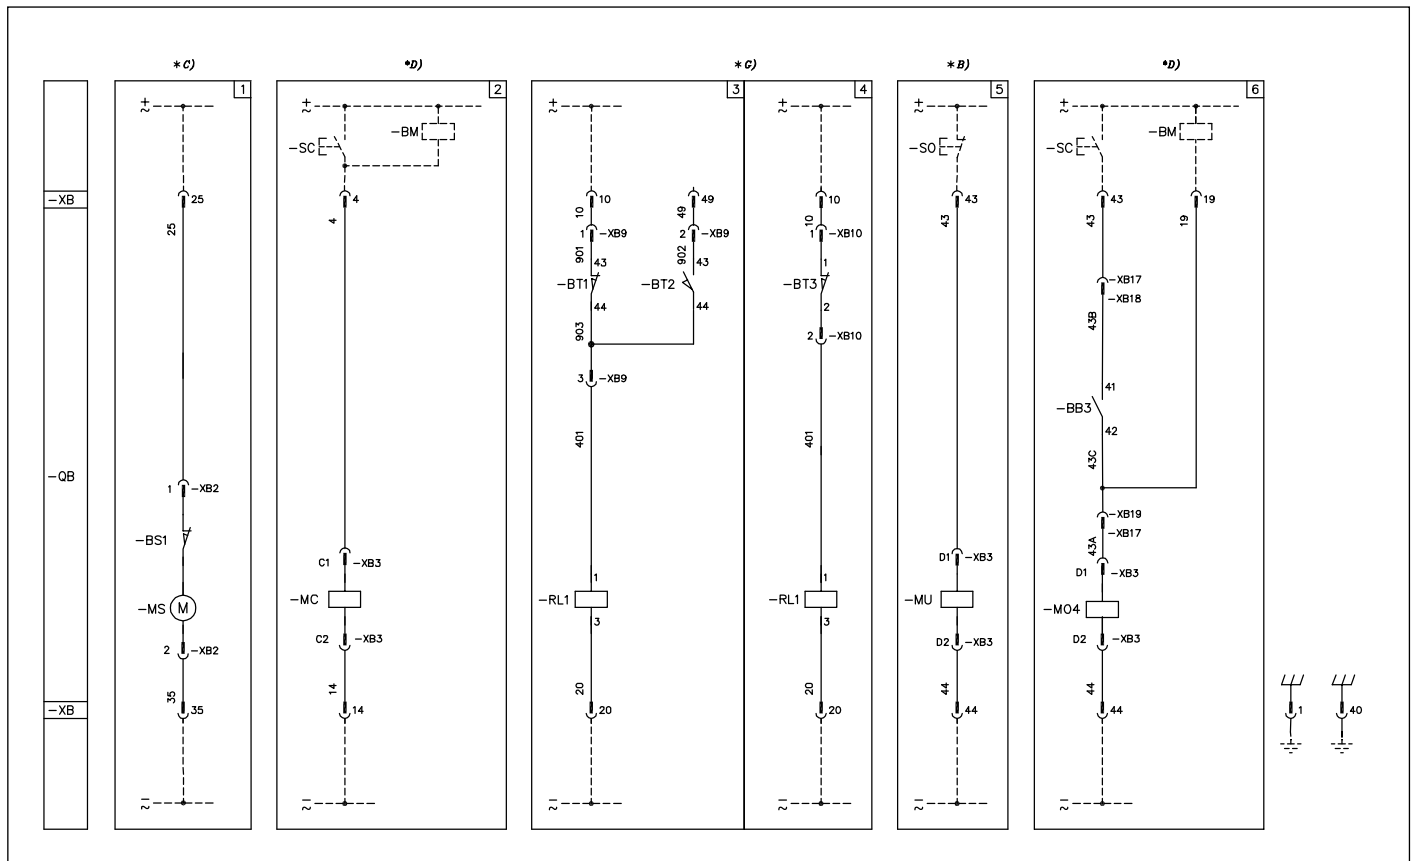 *C)
*D)
*G)
*B)
*D)
-XB
-QB
-XB
1
+
~
25
25
1 -XB2
-BS1
-MS M
2 -XB2
35
35
-
~
2
+
~
-BM
-SC
4
4
C1 -XB3
-MC
C2 -XB3
14
14
-
~
3
+
~
10 49
10 49
1 -XB9 2 -XB9
901 902
43 43
-BT1 -BT2
44 44
903
3 -XB9
401
1
-RL1
3
20
20
-
~
4
+
~
10
10
1 -XB10
1
-BT3
2
2 -XB10
401
1
-RL1
3
20
20
-
~
5
+
~
-SO
43
43
D1 -XB3
-MU
D2 -XB3
44
44
-
~
6
+
~
-BM
-SC
43 19
43 19
-XB17
-XB18
43B
41
-BB3
42
43C
-XB19
-XB17
43A
D1 -XB3
-MO4
D2 -XB3
44
44
-
~
1 40